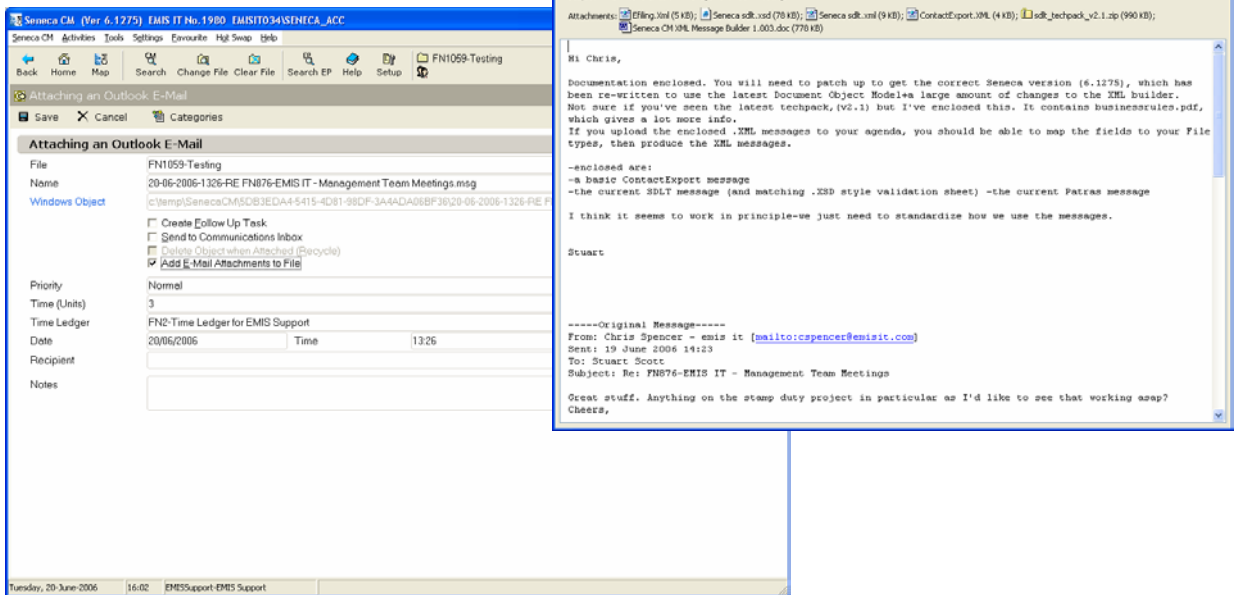 Seneca CM (Ver 6.1275) EMIS IT No.1980 EMISIT034\SENECA_ACC
Seneca CM Activities Tools Settings Favourite Hot Swap Help
Back Home Map Search Change File Clear File Search EP Help Setup FN1059-Testing
Attaching an Outlook E-Mail
Save Cancel Categories
Attaching an Outlook E-Mail
File FN1059-Testing
Name 20-06-2006-1326-RE FN876-EMIS IT - Management Team Meetings.msg
Windows Object c:\temp\SenecaCM\5DB3EDA4-5415-4D81-98DF-3A4ADA06BF36\20-06-2006-1326-RE F
Create Follow Up Task
Send to Communications Inbox
Delete Object when Attached (Recycle)
Add E-Mail Attachments to File
Priority Normal
Time (Units) 3
Time Ledger FN2-Time Ledger for EMIS Support
Date 20/06/2006 Time 13:26
Recipient
Notes
Tuesday, 20-June-2006 16:02 EMISSupport-EMIS Support
Attachments: Efiling.Xml (5 KB); Seneca sdlt.xsd (78 KB); Seneca sdlt.xml (9 KB); ContactExport.XML (4 KB); sdlt_techpack_v2.1.zip (990 KB);
Seneca CM XML Message Builder 1.003.doc (770 KB)
Hi Chris,
Documentation enclosed. You will need to patch up to get the correct Seneca version (6.1275), which has
been re-written to use the latest Document Object Model+a large amount of changes to the XML builder.
Not sure if you've seen the latest techpack,(v2.1) but I've enclosed this. It contains businessrules.pdf,
which gives a lot more info.
If you upload the enclosed .XML messages to your agenda, you should be able to map the fields to your File
types, then produce the XML messages.
-enclosed are:
-a basic ContactExport message
-the current SDLT message (and matching .XSD style validation sheet) -the current Patras message
I think it seems to work in principle-we just need to standardize how we use the messages.
Stuart
-----Original Message-----
From: Chris Spencer - emis it [mailto:cspencer@emisit.com]
Sent: 19 June 2006 14:23
To: Stuart Scott
Subject: Re: FN876-EMIS IT - Management Team Meetings
Great stuff. Anything on the stamp duty project in particular as I'd like to see that working asap?
Cheers,